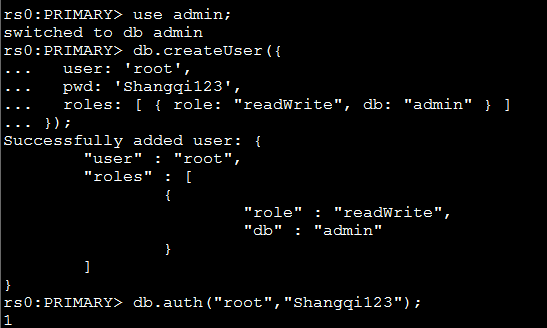 rs0:PRIMARY> use admin;
switched to db admin
rs0:PRIMARY> db.createUser({
...   user: 'root',
...   pwd: 'Shangqi123',
...   roles: [ { role: "readWrite", db: "admin" } ]
... });
Successfully added user: {
        "user" : "root",
        "roles" : [
                {
                        "role" : "readWrite",
                        "db" : "admin"
                }
        ]
}
rs0:PRIMARY> db.auth("root","Shangqi123");
1